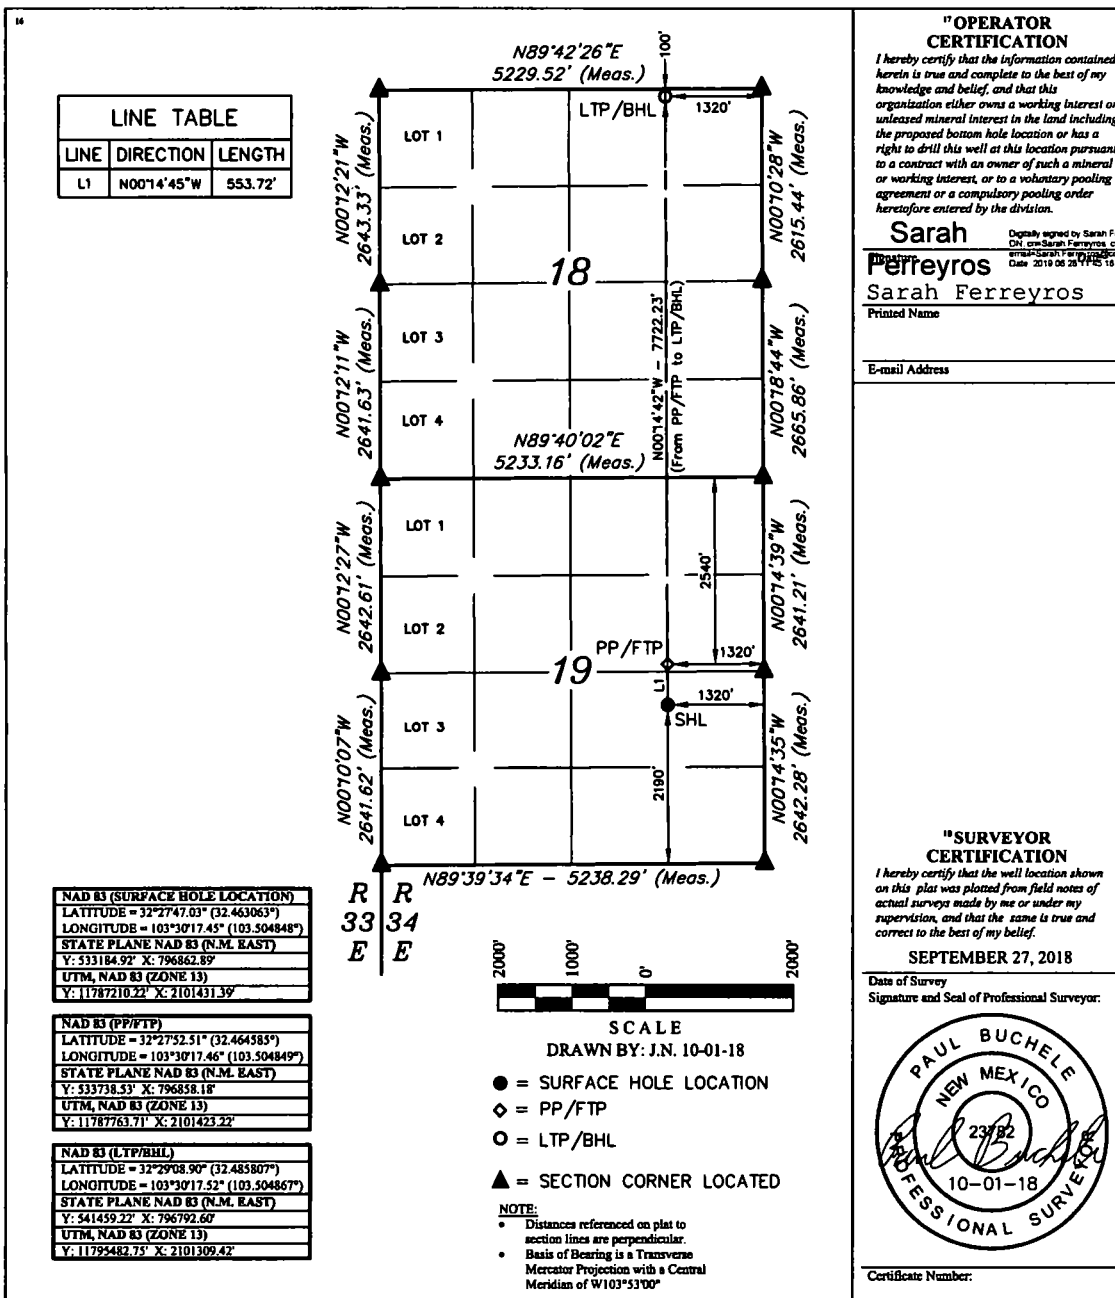 16
LINE TABLE
LINE DIRECTION LENGTH
L1 N00°14'45"W 553.72'
N89°42'26"E
5229.52' (Meas.)
100'
LTP/BHL
1320'
LOT 1
LOT 2
LOT 3
LOT 4
18
N00°12'21"W
2643.33' (Meas.)
N00°12'11"W
2641.63' (Meas.)
N00°10'28"W
2615.44' (Meas.)
N00°18'44"W
2665.86' (Meas.)
N00°14'42"W - 7722.23'
(From PP/FTP to LTP/BHL)
N89°40'02"E
5233.16' (Meas.)
LOT 1
LOT 2
LOT 3
LOT 4
19
N00°12'27"W
2642.61' (Meas.)
N00°10'07"W
2641.62' (Meas.)
N00°14'39"W
2641.21' (Meas.)
N00°14'35"W
2642.28' (Meas.)
2540'
PP/FTP
1320'
L1
1320'
SHL
2190'
N89°39'34"E - 5238.29' (Meas.)
R R
33 34
E E
NAD 83 (SURFACE HOLE LOCATION)
LATITUDE = 32°27'47.03" (32.463063°)
LONGITUDE = 103°30'17.45" (103.504848°)
STATE PLANE NAD 83 (N.M. EAST)
Y: 533184.92' X: 796862.89'
UTM, NAD 83 (ZONE 13)
Y: 11787210.22' X: 2101431.39'
NAD 83 (PP/FTP)
LATITUDE = 32°27'52.51" (32.464585°)
LONGITUDE = 103°30'17.46" (103.504849°)
STATE PLANE NAD 83 (N.M. EAST)
Y: 533738.53' X: 796858.18'
UTM, NAD 83 (ZONE 13)
Y: 11787763.71' X: 2101423.22'
NAD 83 (LTP/BHL)
LATITUDE = 32°29'08.90" (32.485807°)
LONGITUDE = 103°30'17.52" (103.504867°)
STATE PLANE NAD 83 (N.M. EAST)
Y: 541459.22' X: 796792.60'
UTM, NAD 83 (ZONE 13)
Y: 11795482.75' X: 2101309.42'
2000' 1000' 0' 2000'
SCALE
DRAWN BY: J.N. 10-01-18
= SURFACE HOLE LOCATION
= PP/FTP
= LTP/BHL
= SECTION CORNER LOCATED
NOTE:
• Distances referenced on plat to
section lines are perpendicular.
• Basis of Bearing is a Transverse
Mercator Projection with a Central
Meridian of W103°53'00"
17 OPERATOR
CERTIFICATION
I hereby certify that the information contained
herein is true and complete to the best of my
knowledge and belief, and that this
organization either owns a working interest or
unleased mineral interest in the land including
the proposed bottom hole location or has a
right to drill this well at this location pursuant
to a contract with an owner of such a mineral
or working interest, or to a voluntary pooling
agreement or a compulsory pooling order
heretofore entered by the division.
Sarah
Ferreyros
Digitally signed by Sarah F
DN: cn=Sarah Ferreyros, c
Signature
Sarah Ferreyros
Printed Name
E-mail Address
18 SURVEYOR
CERTIFICATION
I hereby certify that the well location shown
on this plat was plotted from field notes of
actual surveys made by me or under my
supervision, and that the same is true and
correct to the best of my belief.
SEPTEMBER 27, 2018
Date of Survey
Signature and Seal of Professional Surveyor:
PAUL BUCHELE
NEW MEXICO
23782
Paul Buchele
10-01-18
PROFESSIONAL SURVEYOR
Certificate Number: